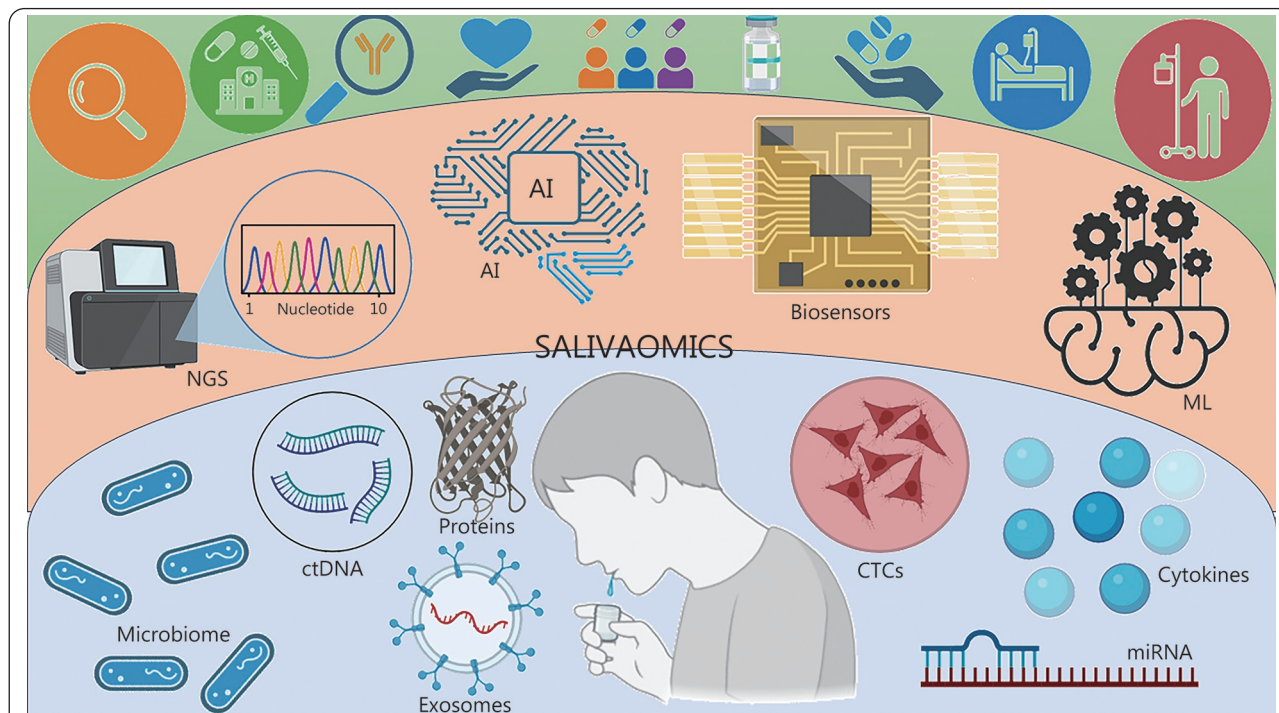 H
AI
AI
Biosensors
1 Nucleotide 10
NGS
SALIVAOMICS
ML
Proteins
ctDNA
CTCs
Cytokines
Microbiome
miRNA
Exosomes